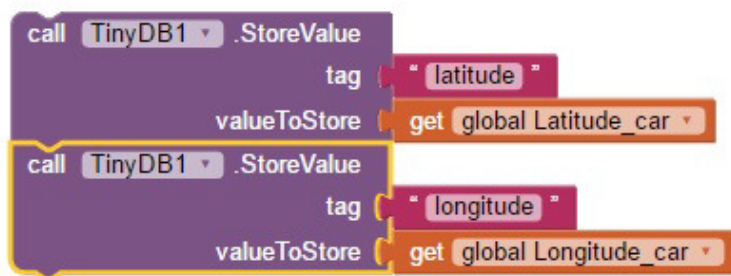 call TinyDB1 .StoreValue
tag " latitude "
valueToStore get global Latitude_car
call TinyDB1 .StoreValue
tag " longitude "
valueToStore get global Longitude_car